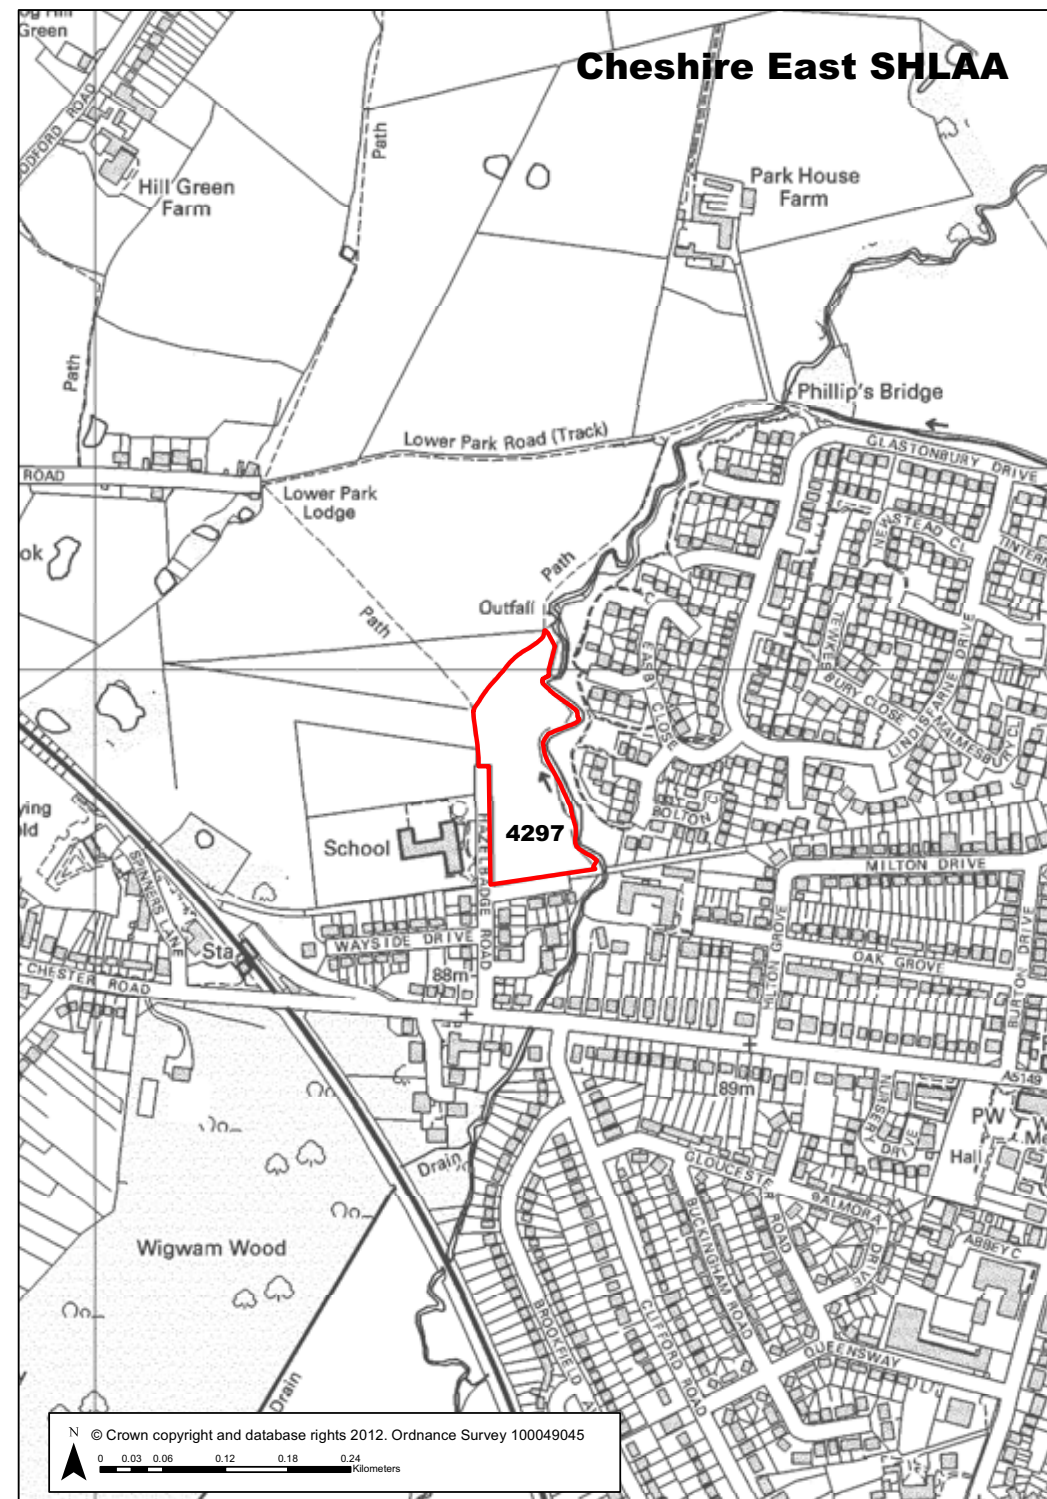 Green
Cheshire East SHLAA
Path
Hill Green
Farm
Park House
Farm
Path
Phillip's Bridge
Lower Park Road (Track)
GLASTONBURY DRIVE
ROAD
Lower Park
Lodge
NEWSTEAD CL
Path
Outfall
Path
EASBY CLOSE
TEWKESBURY CLOSE
LINDISFARNE DRIVE
BOLTON CL
4297
HAZELBADGE ROAD
School
MILTON DRIVE
SPINNERS LANE
WAYSIDE DRIVE
Sta
88m
CHESTER ROAD
MILTON GROVE
OAK GROVE
BURTON DRIVE
A5149
89m
NURSERY DRIVE
PW
Hall
Drain
GLOUCESTER ROAD
BALMORAL DRIVE
BUCKINGHAM ROAD
ABBEY C
Wigwam Wood
BROOKFIELD
CLIFFORD ROAD
QUEENSWAY
Drain
N
© Crown copyright and database rights 2012. Ordnance Survey 100049045
0 0.03 0.06 0.12 0.18 0.24
Kilometers